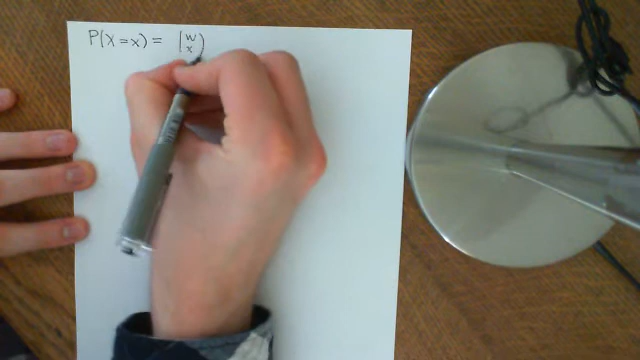 P(X=x) = (w x)